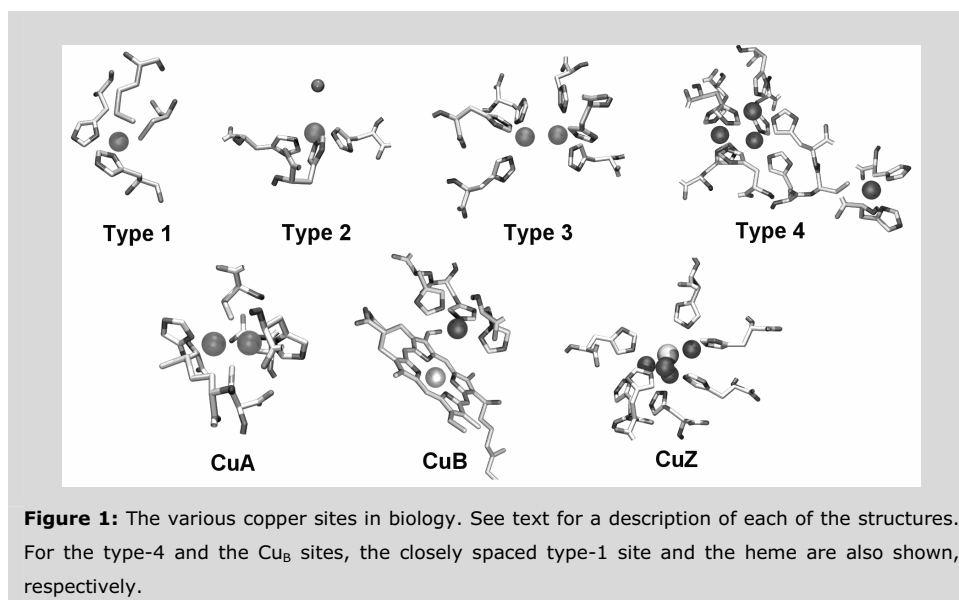 Type 1 Type 2 Type 3 Type 4
CuA CuB CuZ
Figure 1: The various copper sites in biology. See text for a description of each of the structures.
For the type-4 and the CuB sites, the closely spaced type-1 site and the heme are also shown,
respectively.